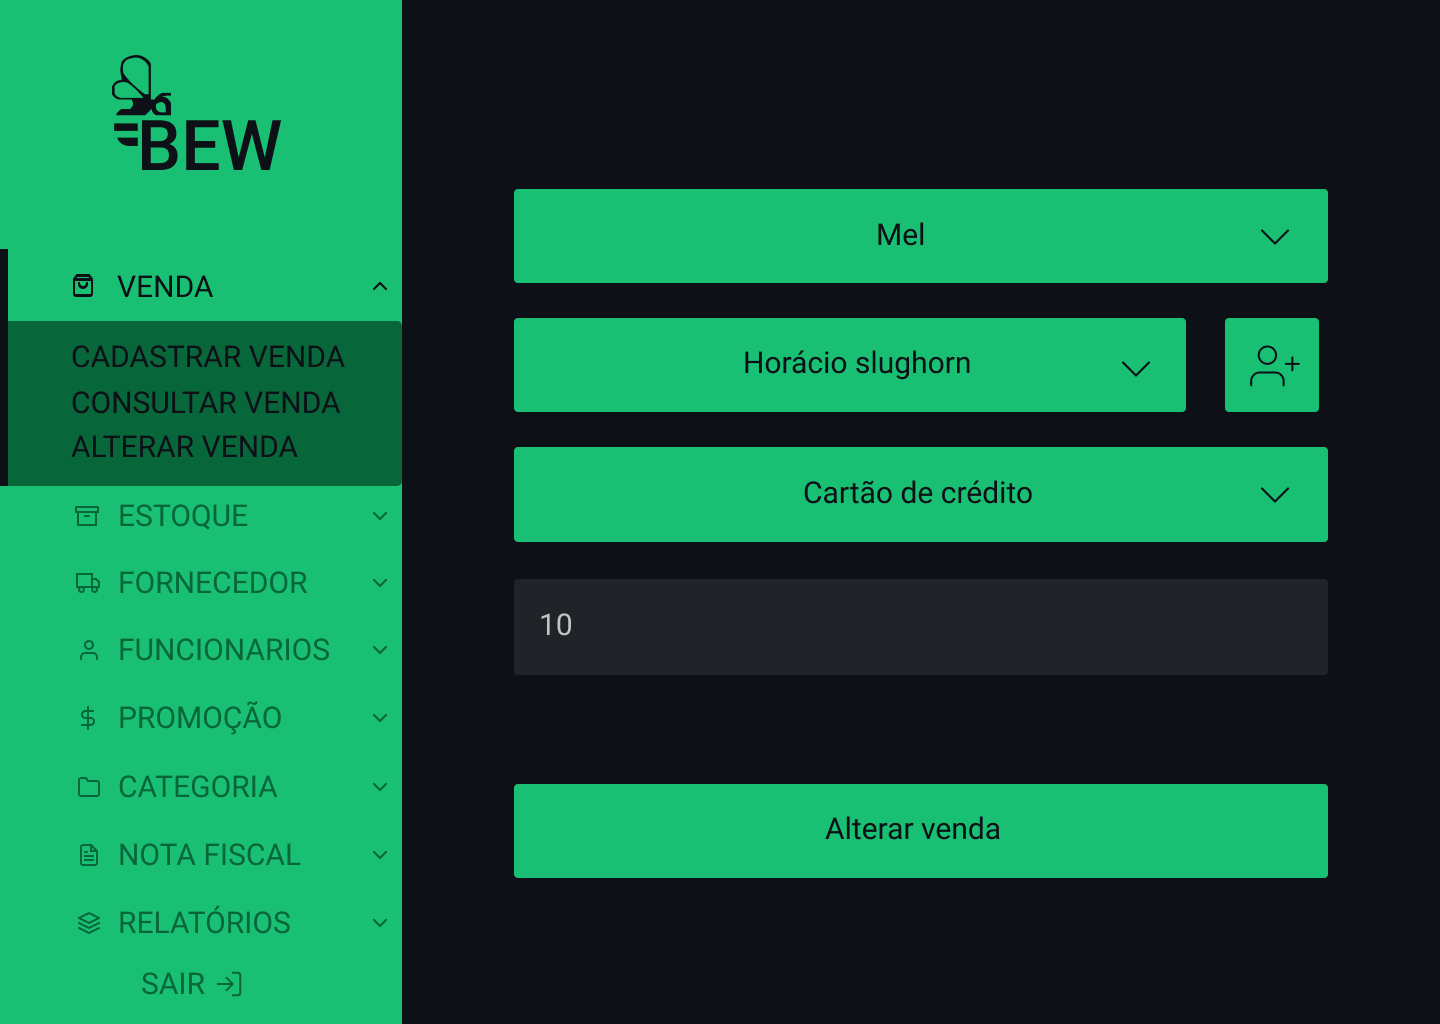 BEW
VENDA
CADASTRAR VENDA
CONSULTAR VENDA
ALTERAR VENDA
ESTOQUE
FORNECEDOR
FUNCIONARIOS
PROMOÇÃO
CATEGORIA
NOTA FISCAL
RELATÓRIOS
SAIR
Mel
Horácio slughorn
Cartão de crédito
10
Alterar venda